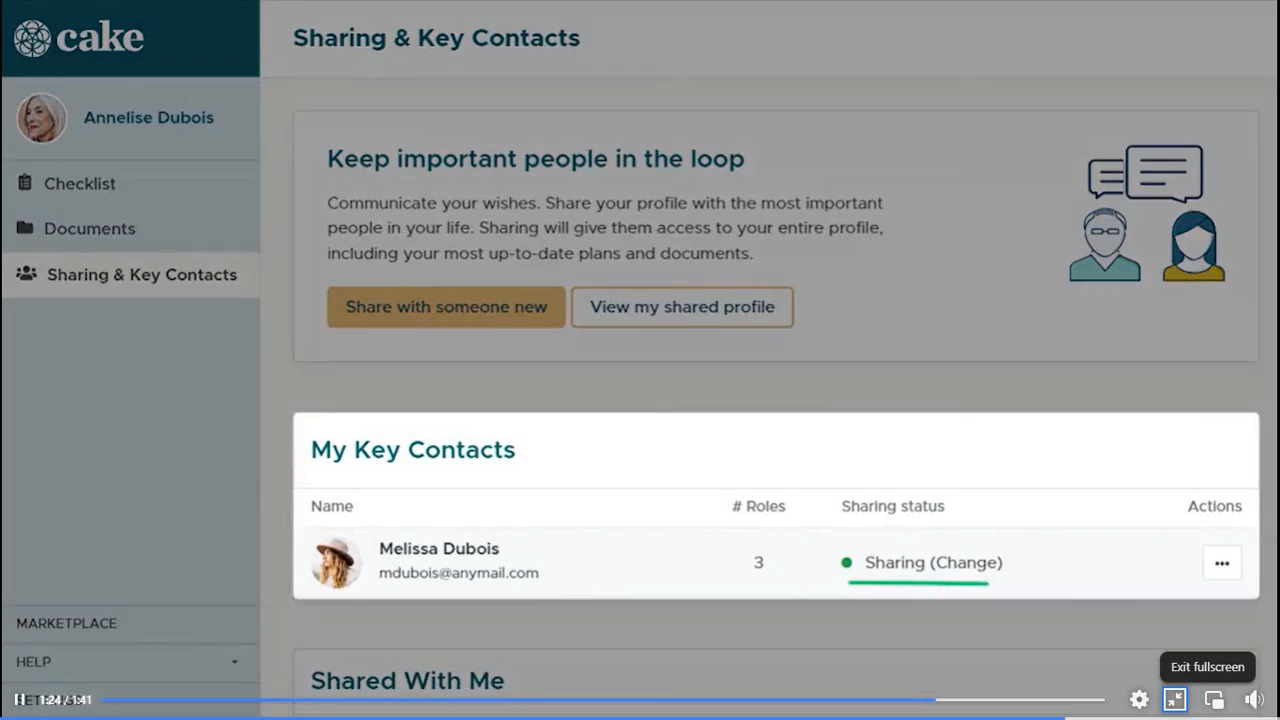 cake
Sharing & Key Contacts
Annelise Dubois
Checklist
Documents
Sharing & Key Contacts
Keep important people in the loop
Communicate your wishes. Share your profile with the most important
people in your life. Sharing will give them access to your entire profile,
including your most up-to-date plans and documents.
Share with someone new
View my shared profile
My Key Contacts
Name # Roles Sharing status Actions
Melissa Dubois
mdubois@anymail.com
3 Sharing (Change)
Shared With Me
MARKETPLACE
HELP
Exit fullscreen
1:24 / 1:41